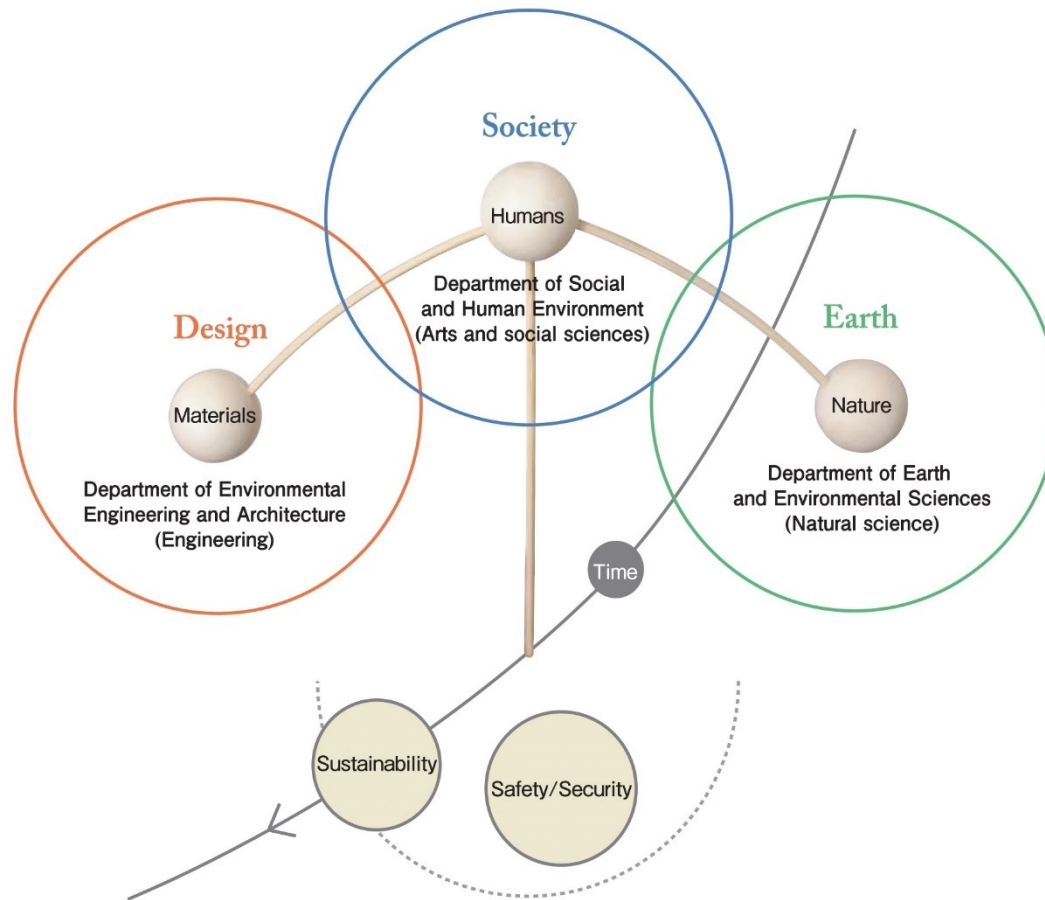 Society
Humans
Department of Social
and Human Environment
(Arts and social sciences)
Design
Materials
Department of Environmental
Engineering and Architecture
(Engineering)
Earth
Nature
Department of Earth
and Environmental Sciences
(Natural science)
Time
Sustainability
Safety/Security